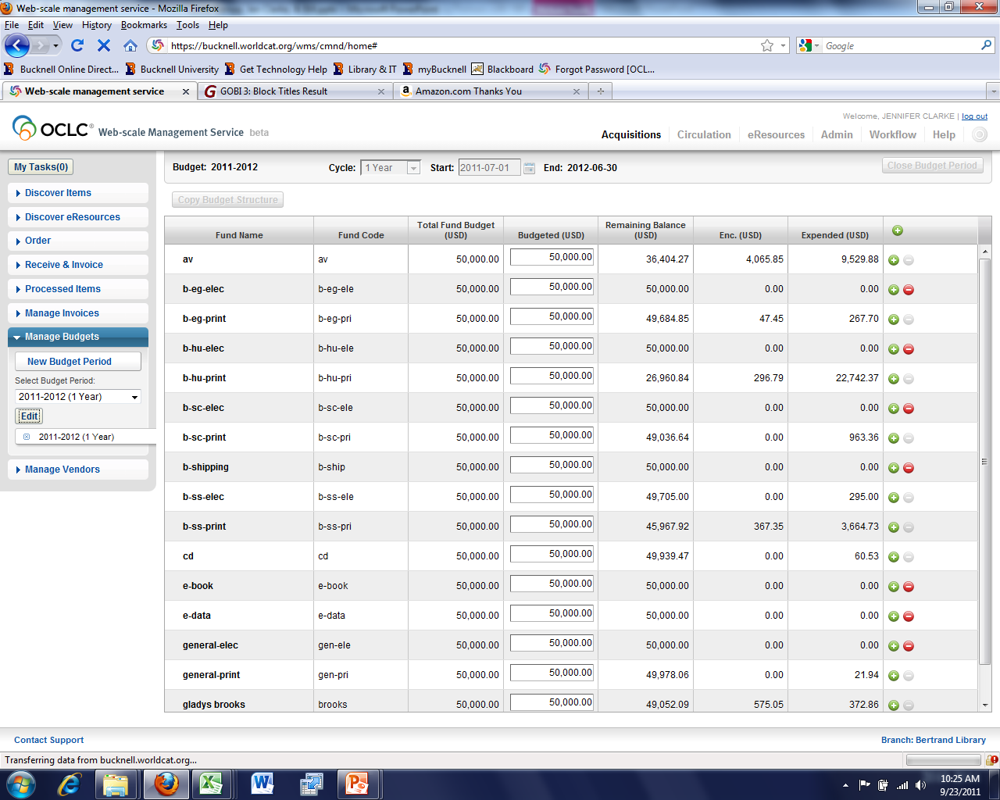 Web-scale management service - Mozilla Firefox
File Edit View History Bookmarks Tools Help
https://bucknell.worldcat.org/wms/cmnd/home#
Google
Bucknell Online Direct... Bucknell University Get Technology Help Library & IT myBucknell Blackboard Forgot Password [OCL...
Web-scale management service GOBI 3: Block Titles Result Amazon.com Thanks You
Welcome, JENNIFER CLARKE | log out
OCLC® Web-scale Management Service beta
Acquisitions Circulation eResources Admin Workflow Help
My Tasks(0)
Discover Items
Discover eResources
Order
Receive & Invoice
Processed Items
Manage Invoices
Manage Budgets
New Budget Period
Select Budget Period:
2011-2012 (1 Year)
Edit
2011-2012 (1 Year)
Manage Vendors
Budget: 2011-2012 Cycle: 1 Year Start: 2011-07-01 End: 2012-06-30 Close Budget Period
Copy Budget Structure
Fund Name Fund Code Total Fund Budget (USD) Budgeted (USD) Remaining Balance (USD) Enc. (USD) Expended (USD)
av av 50,000.00 50,000.00 36,404.27 4,065.85 9,529.88
b-eg-elec b-eg-ele 50,000.00 50,000.00 50,000.00 0.00 0.00
b-eg-print b-eg-pri 50,000.00 50,000.00 49,684.85 47.45 267.70
b-hu-elec b-hu-ele 50,000.00 50,000.00 50,000.00 0.00 0.00
b-hu-print b-hu-pri 50,000.00 50,000.00 26,960.84 296.79 22,742.37
b-sc-elec b-sc-ele 50,000.00 50,000.00 50,000.00 0.00 0.00
b-sc-print b-sc-pri 50,000.00 50,000.00 49,036.64 0.00 963.36
b-shipping b-ship 50,000.00 50,000.00 50,000.00 0.00 0.00
b-ss-elec b-ss-ele 50,000.00 50,000.00 49,705.00 0.00 295.00
b-ss-print b-ss-pri 50,000.00 50,000.00 45,967.92 367.35 3,664.73
cd cd 50,000.00 50,000.00 49,939.47 0.00 60.53
e-book e-book 50,000.00 50,000.00 50,000.00 0.00 0.00
e-data e-data 50,000.00 50,000.00 50,000.00 0.00 0.00
general-elec gen-ele 50,000.00 50,000.00 50,000.00 0.00 0.00
general-print gen-pri 50,000.00 50,000.00 49,978.06 0.00 21.94
gladys brooks brooks 50,000.00 50,000.00 49,052.09 575.05 372.86
Contact Support Branch: Bertrand Library
Transferring data from bucknell.worldcat.org...
10:25 AM
9/23/2011